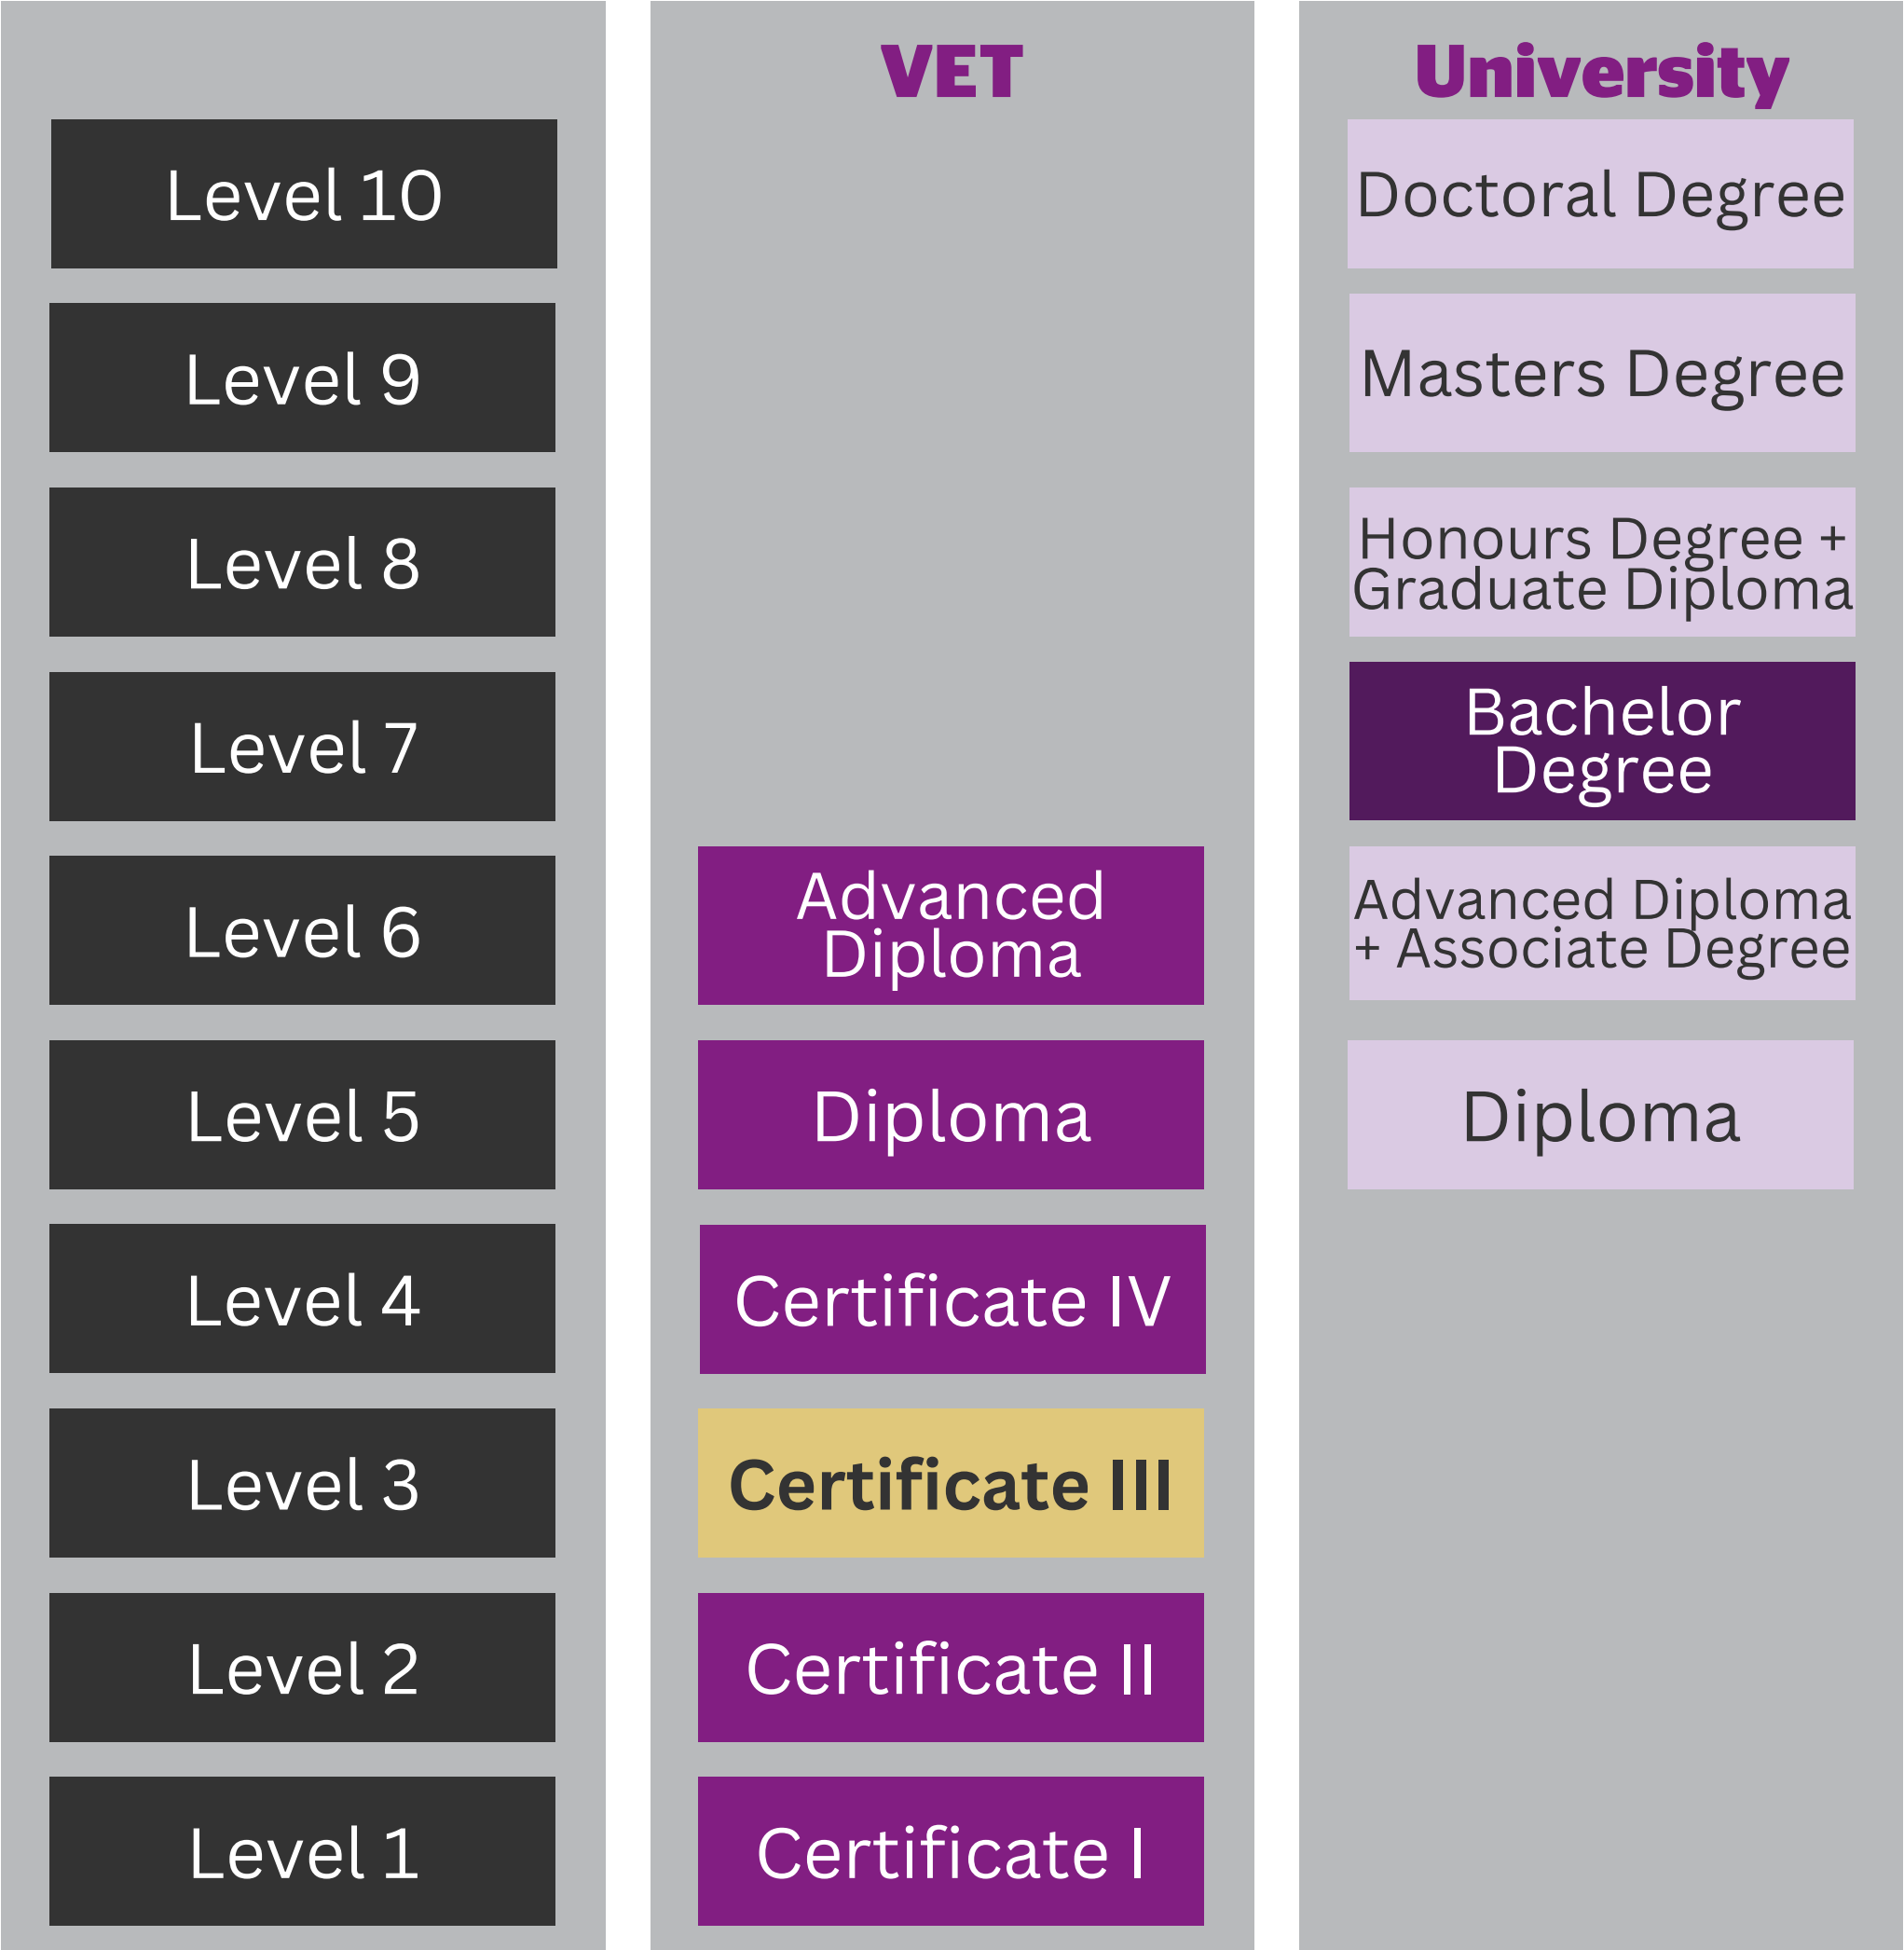 VET
University
Level 10
Doctoral Degree
Level 9
Masters Degree
Level 8
Honours Degree +
Graduate Diploma
Level 7
Bachelor
Degree
Level 6
Advanced
Diploma
Advanced Diploma
+ Associate Degree
Level 5
Diploma
Diploma
Level 4
Certificate IV
Level 3
Certificate III
Level 2
Certificate II
Level 1
Certificate I